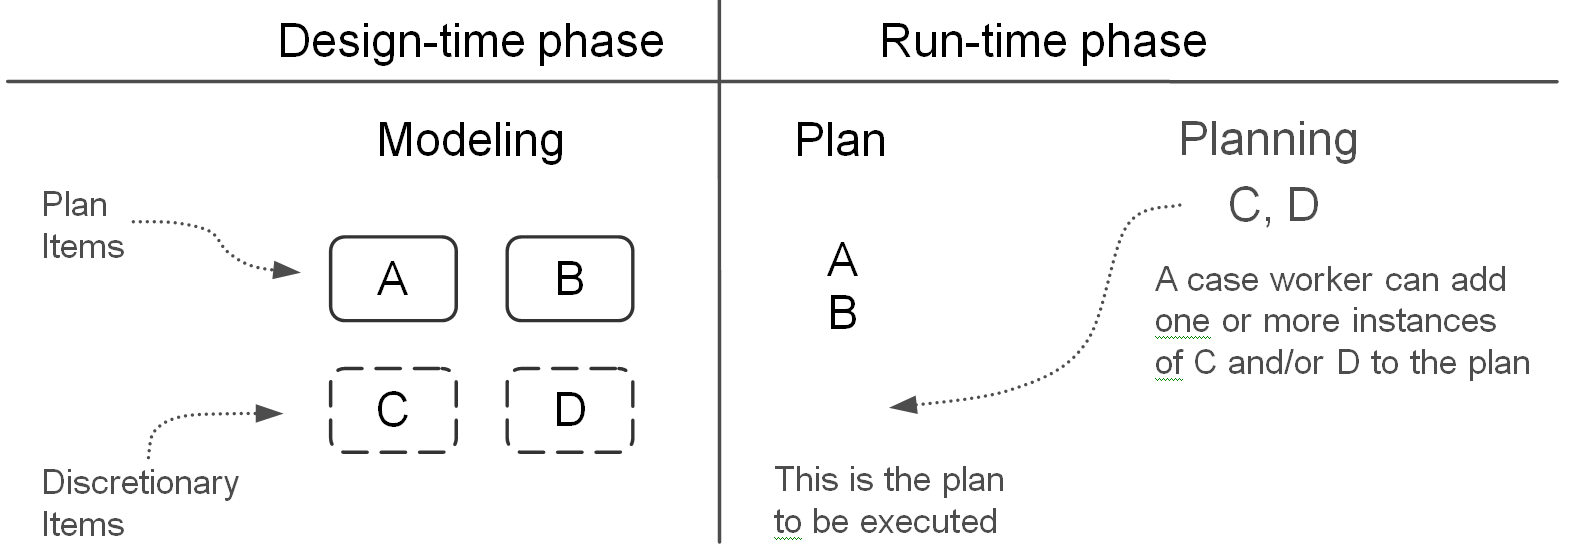 Design-time phase
Run-time phase
Modeling
Plan
Items
A
B
C
D
Discretionary
Items
Plan
A
B
This is the plan
to be executed
Planning
C, D
A case worker can add
one or more instances
of C and/or D to the plan